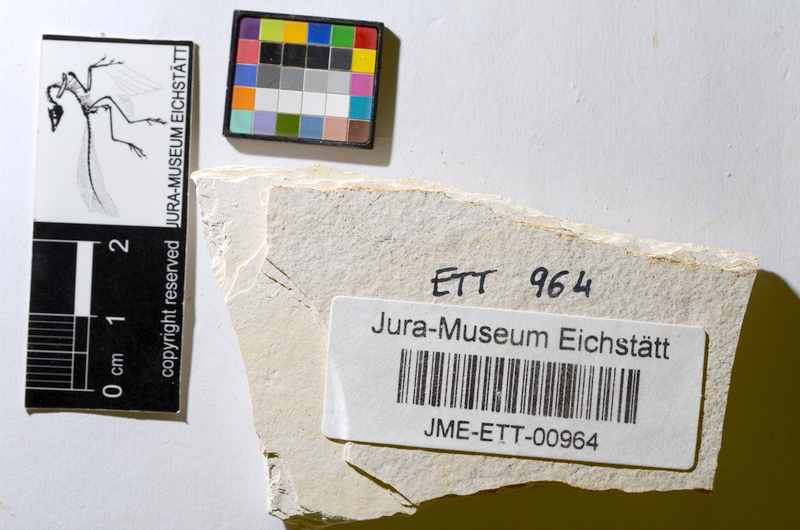 JURA-MUSEUM EICHSTÄTT
copyright reserved
0 cm 1 2
ETT 964
Jura-Museum Eichstätt
JME-ETT-00964